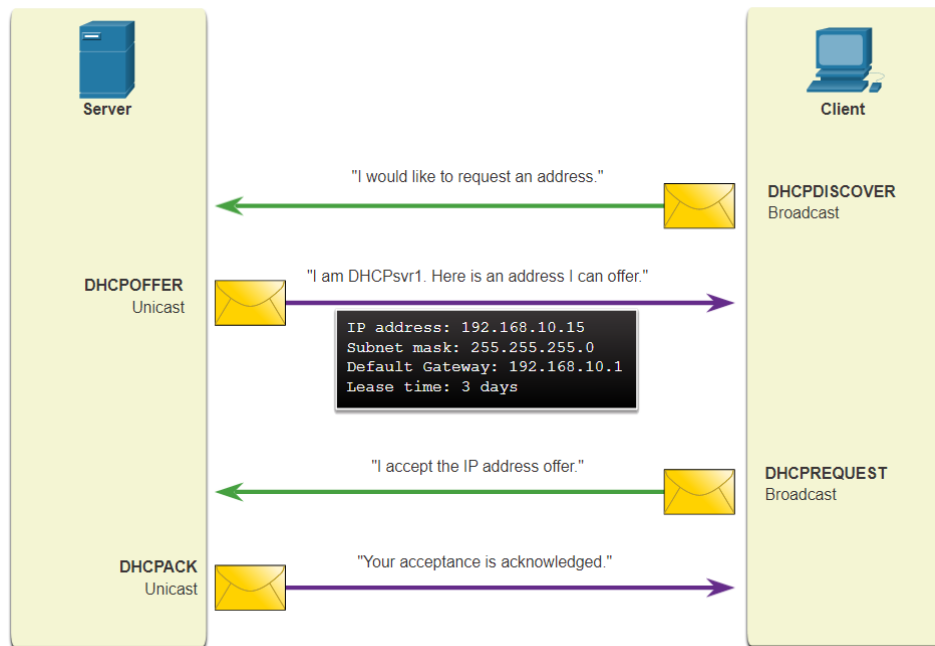 Server
Client
"I would like to request an address."
DHCPDISCOVER
Broadcast
"I am DHCPsvr1. Here is an address I can offer."
DHCPOFFER
Unicast
IP address: 192.168.10.15
Subnet mask: 255.255.255.0
Default Gateway: 192.168.10.1
Lease time: 3 days
"I accept the IP address offer."
DHCPREQUEST
Broadcast
"Your acceptance is acknowledged."
DHCPACK
Unicast